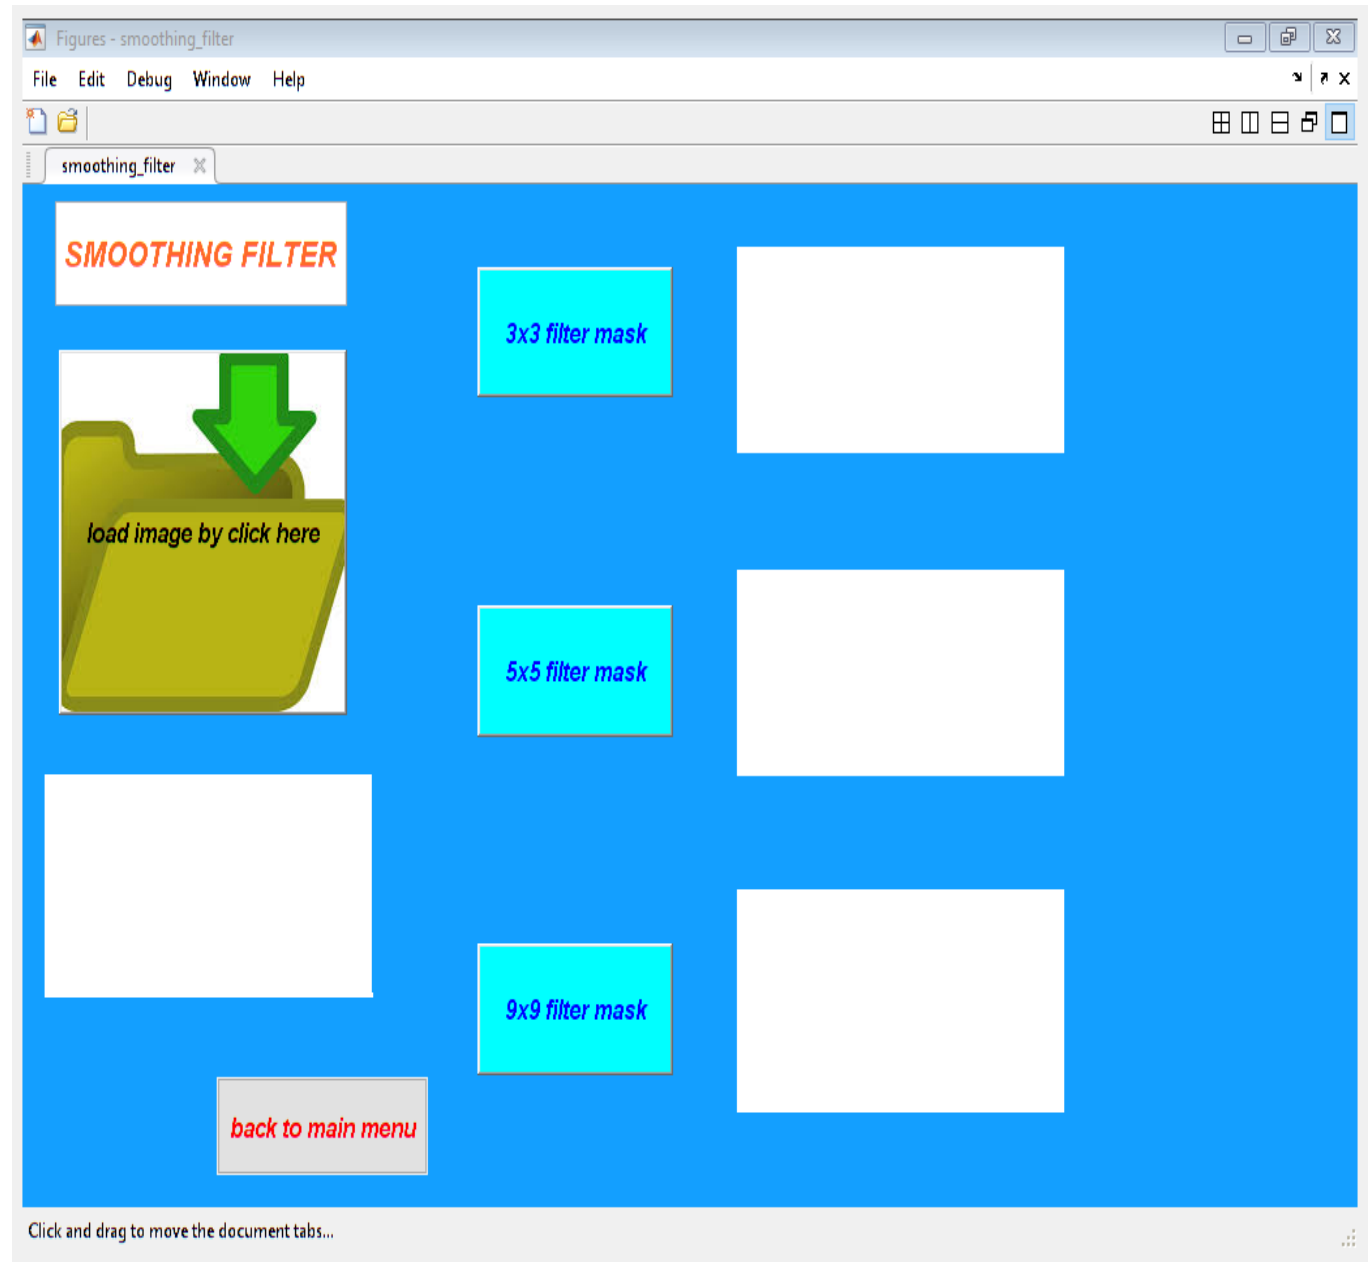 Figures - smoothing_filter
File Edit Debug Window Help
smoothing_filter
SMOOTHING FILTER
3x3 filter mask
load image by click here
5x5 filter mask
9x9 filter mask
back to main menu
Click and drag to move the document tabs...